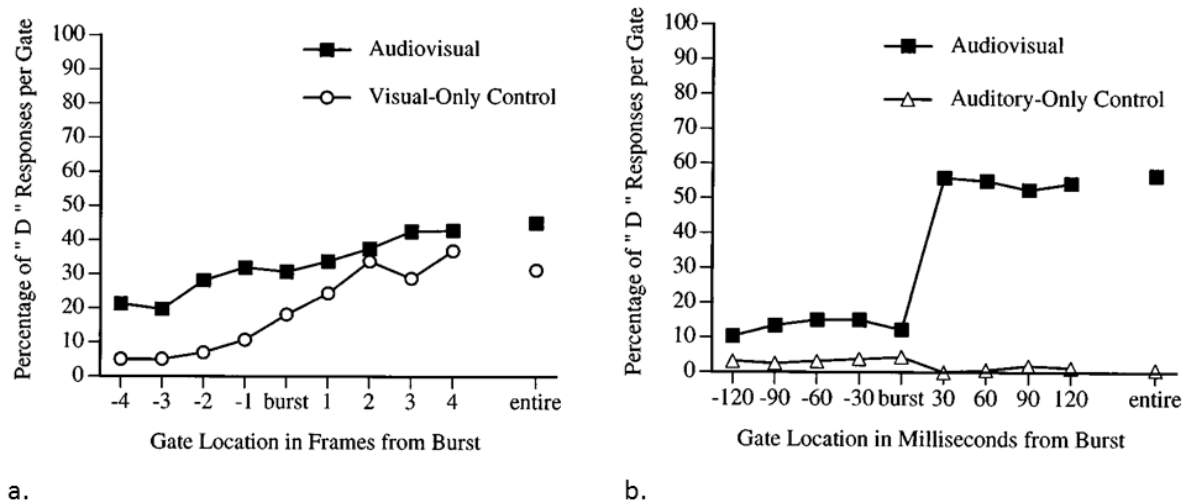 Percentage of " D " Responses per Gate
100
90
80
70
60
50
40
30
20
10
0
Audiovisual
Visual-Only Control
-4 -3 -2 -1 burst 1 2 3 4 entire
Gate Location in Frames from Burst
a.
Percentage of " D " Responses per Gate
100
90
80
70
60
50
40
30
20
10
0
Audiovisual
Auditory-Only Control
-120 -90 -60 -30 burst 30 60 90 120 entire
Gate Location in Milliseconds from Burst
b.